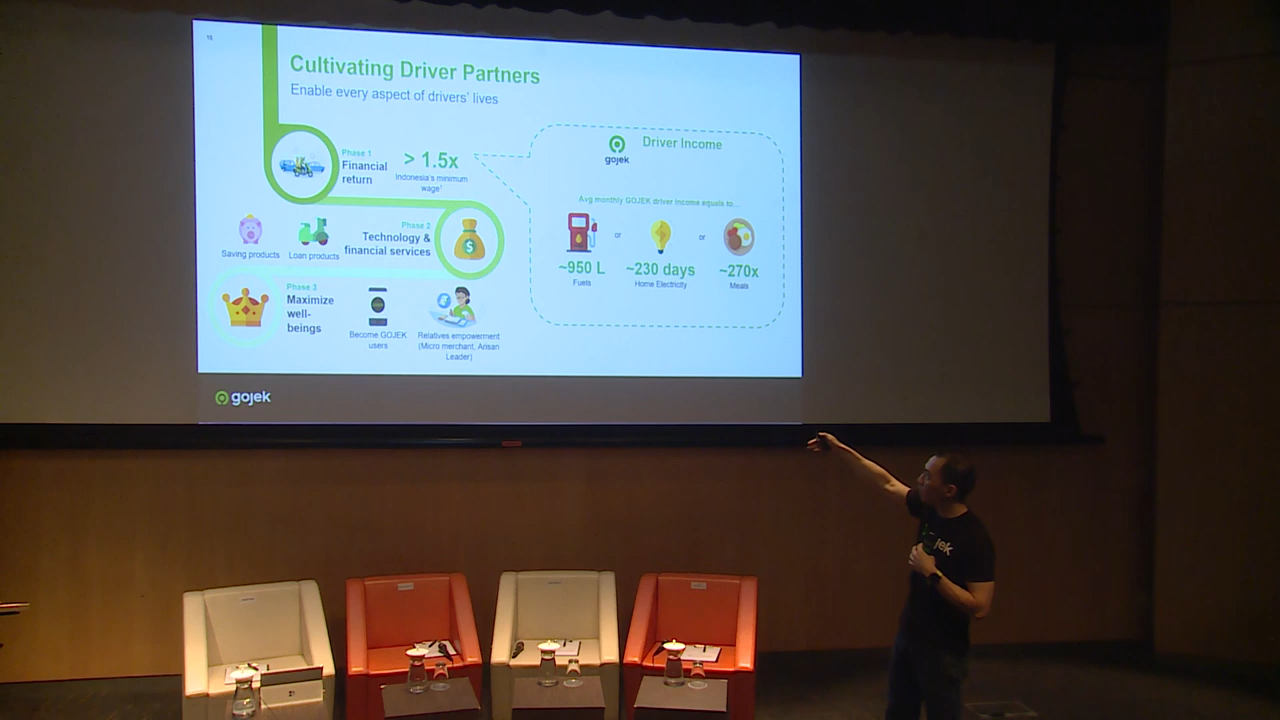 15
Cultivating Driver Partners
Enable every aspect of drivers' lives
Phase 1
Financial
return
> 1.5x
Indonesia's minimum
wage¹
gojek
Driver Income
Avg monthly GOJEK driver income equals to...
or
or
~950 L
Fuels
~230 days
Home Electricity
~270x
Meals
Phase 2
Technology &
financial services
Saving products
Loan products
Phase 3
Maximize
well-
beings
Become GOJEK
users
Relatives empowerment
(Micro merchant, Arisan
Leader)
gojek
jek